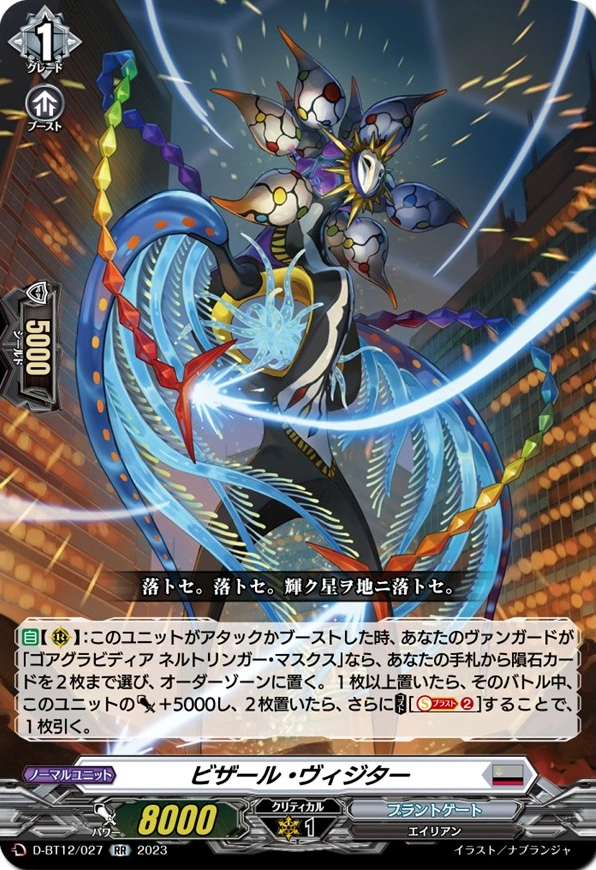 1
グレード
ブースト
5000
シールド
落トセ。落トセ。輝ク星ヲ地ニ落トセ。
自【R】:このユニットがアタックかブーストした時、あなたのヴァンガードが
「ゴアグラビディア ネルトリンガー・マスクス」なら、あなたの手札から隕石カー
ドを2枚まで選び、オーダーゾーンに置く。1枚以上置いたら、そのバトル中、
このユニットの+5000し、2枚置いたら、さらにコスト[Sブラスト2]することで、
1枚引く。
ノーマルユニット
ビザール・ヴィジター
パワー
8000
クリティカル
1
ブラントゲート
エイリアン
D-BT12/027 RR 2023
イラスト/ナブランジャ